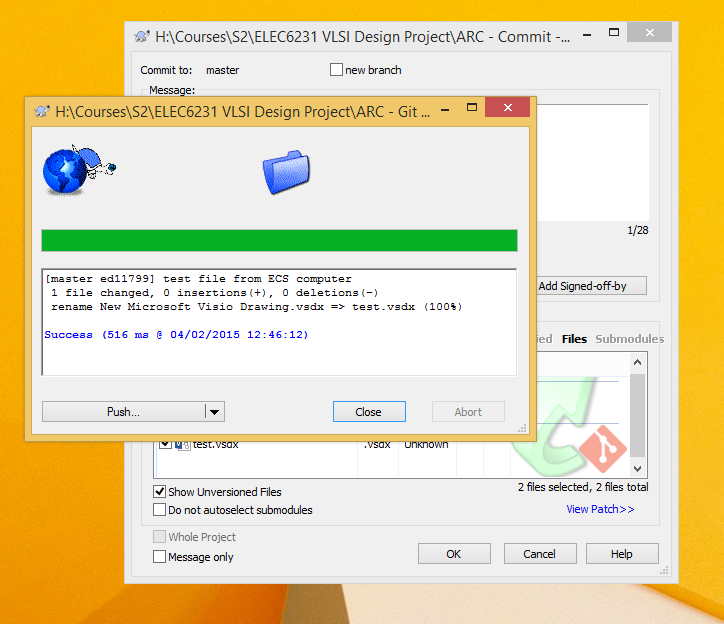 H:\Courses\S2\ELEC6231 VLSI Design Project\ARC - Commit -...
Commit to: master new branch
Message:
H:\Courses\S2\ELEC6231 VLSI Design Project\ARC - Git ...
1/28
[master ed11799] test file from ECS computer
1 file changed, 0 insertions(+), 0 deletions(-)
rename New Microsoft Visio Drawing.vsdx => test.vsdx (100%)
Success (516 ms @ 04/02/2015 12:46:12)
Add Signed-off-by
Files Submodules
Push... Close Abort
test.vsdx .vsdx Unknown
Show Unversioned Files 2 files selected, 2 files total
Do not autoselect submodules View Patch>>
Whole Project
Message only OK Cancel Help